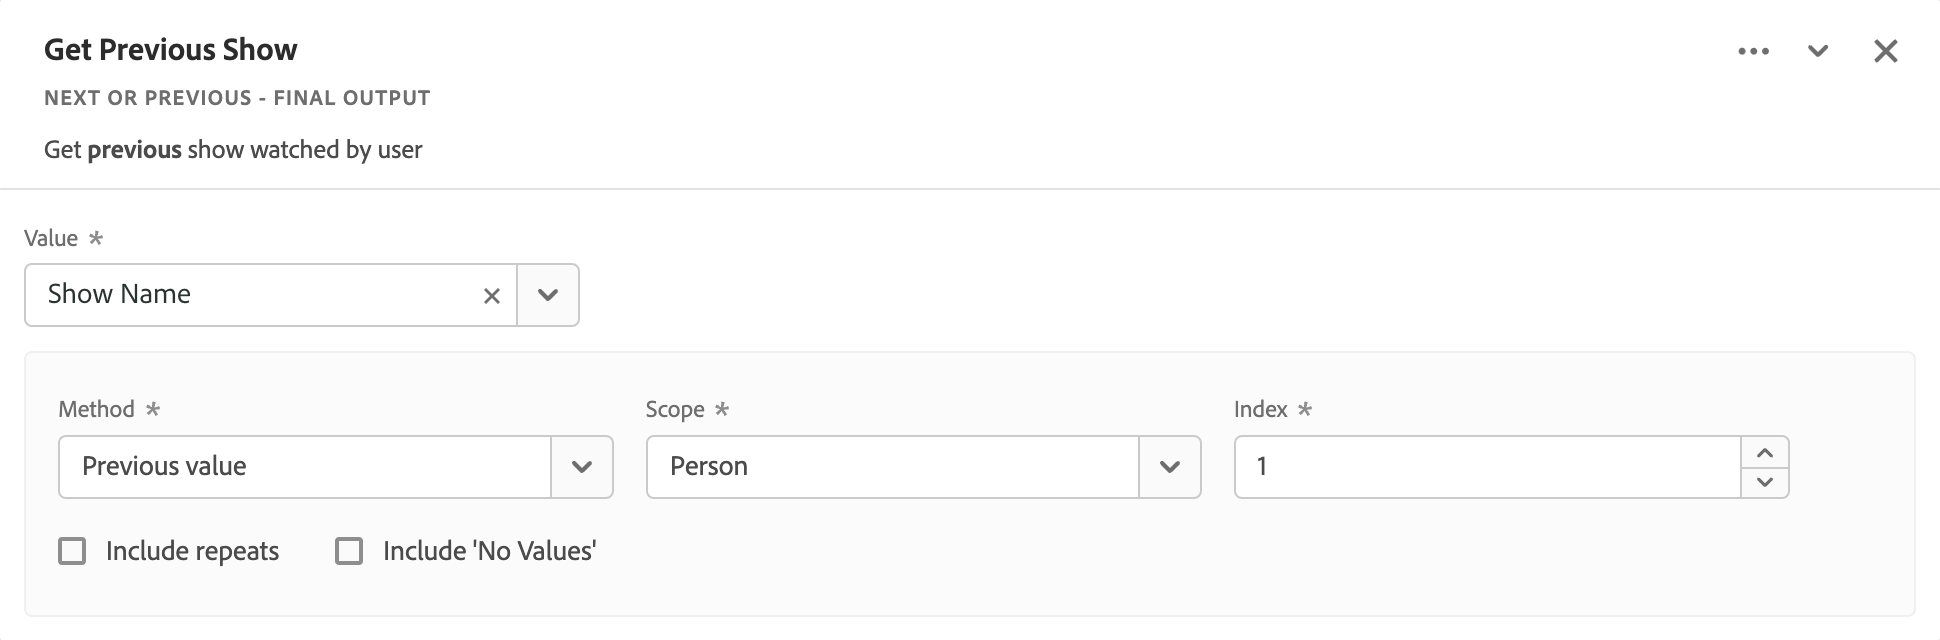 Get Previous Show
NEXT OR PREVIOUS - FINAL OUTPUT
Get previous show watched by user
Value *
Show Name
Method * Scope * Index *
Previous value Person 1
Include repeats Include 'No Values'